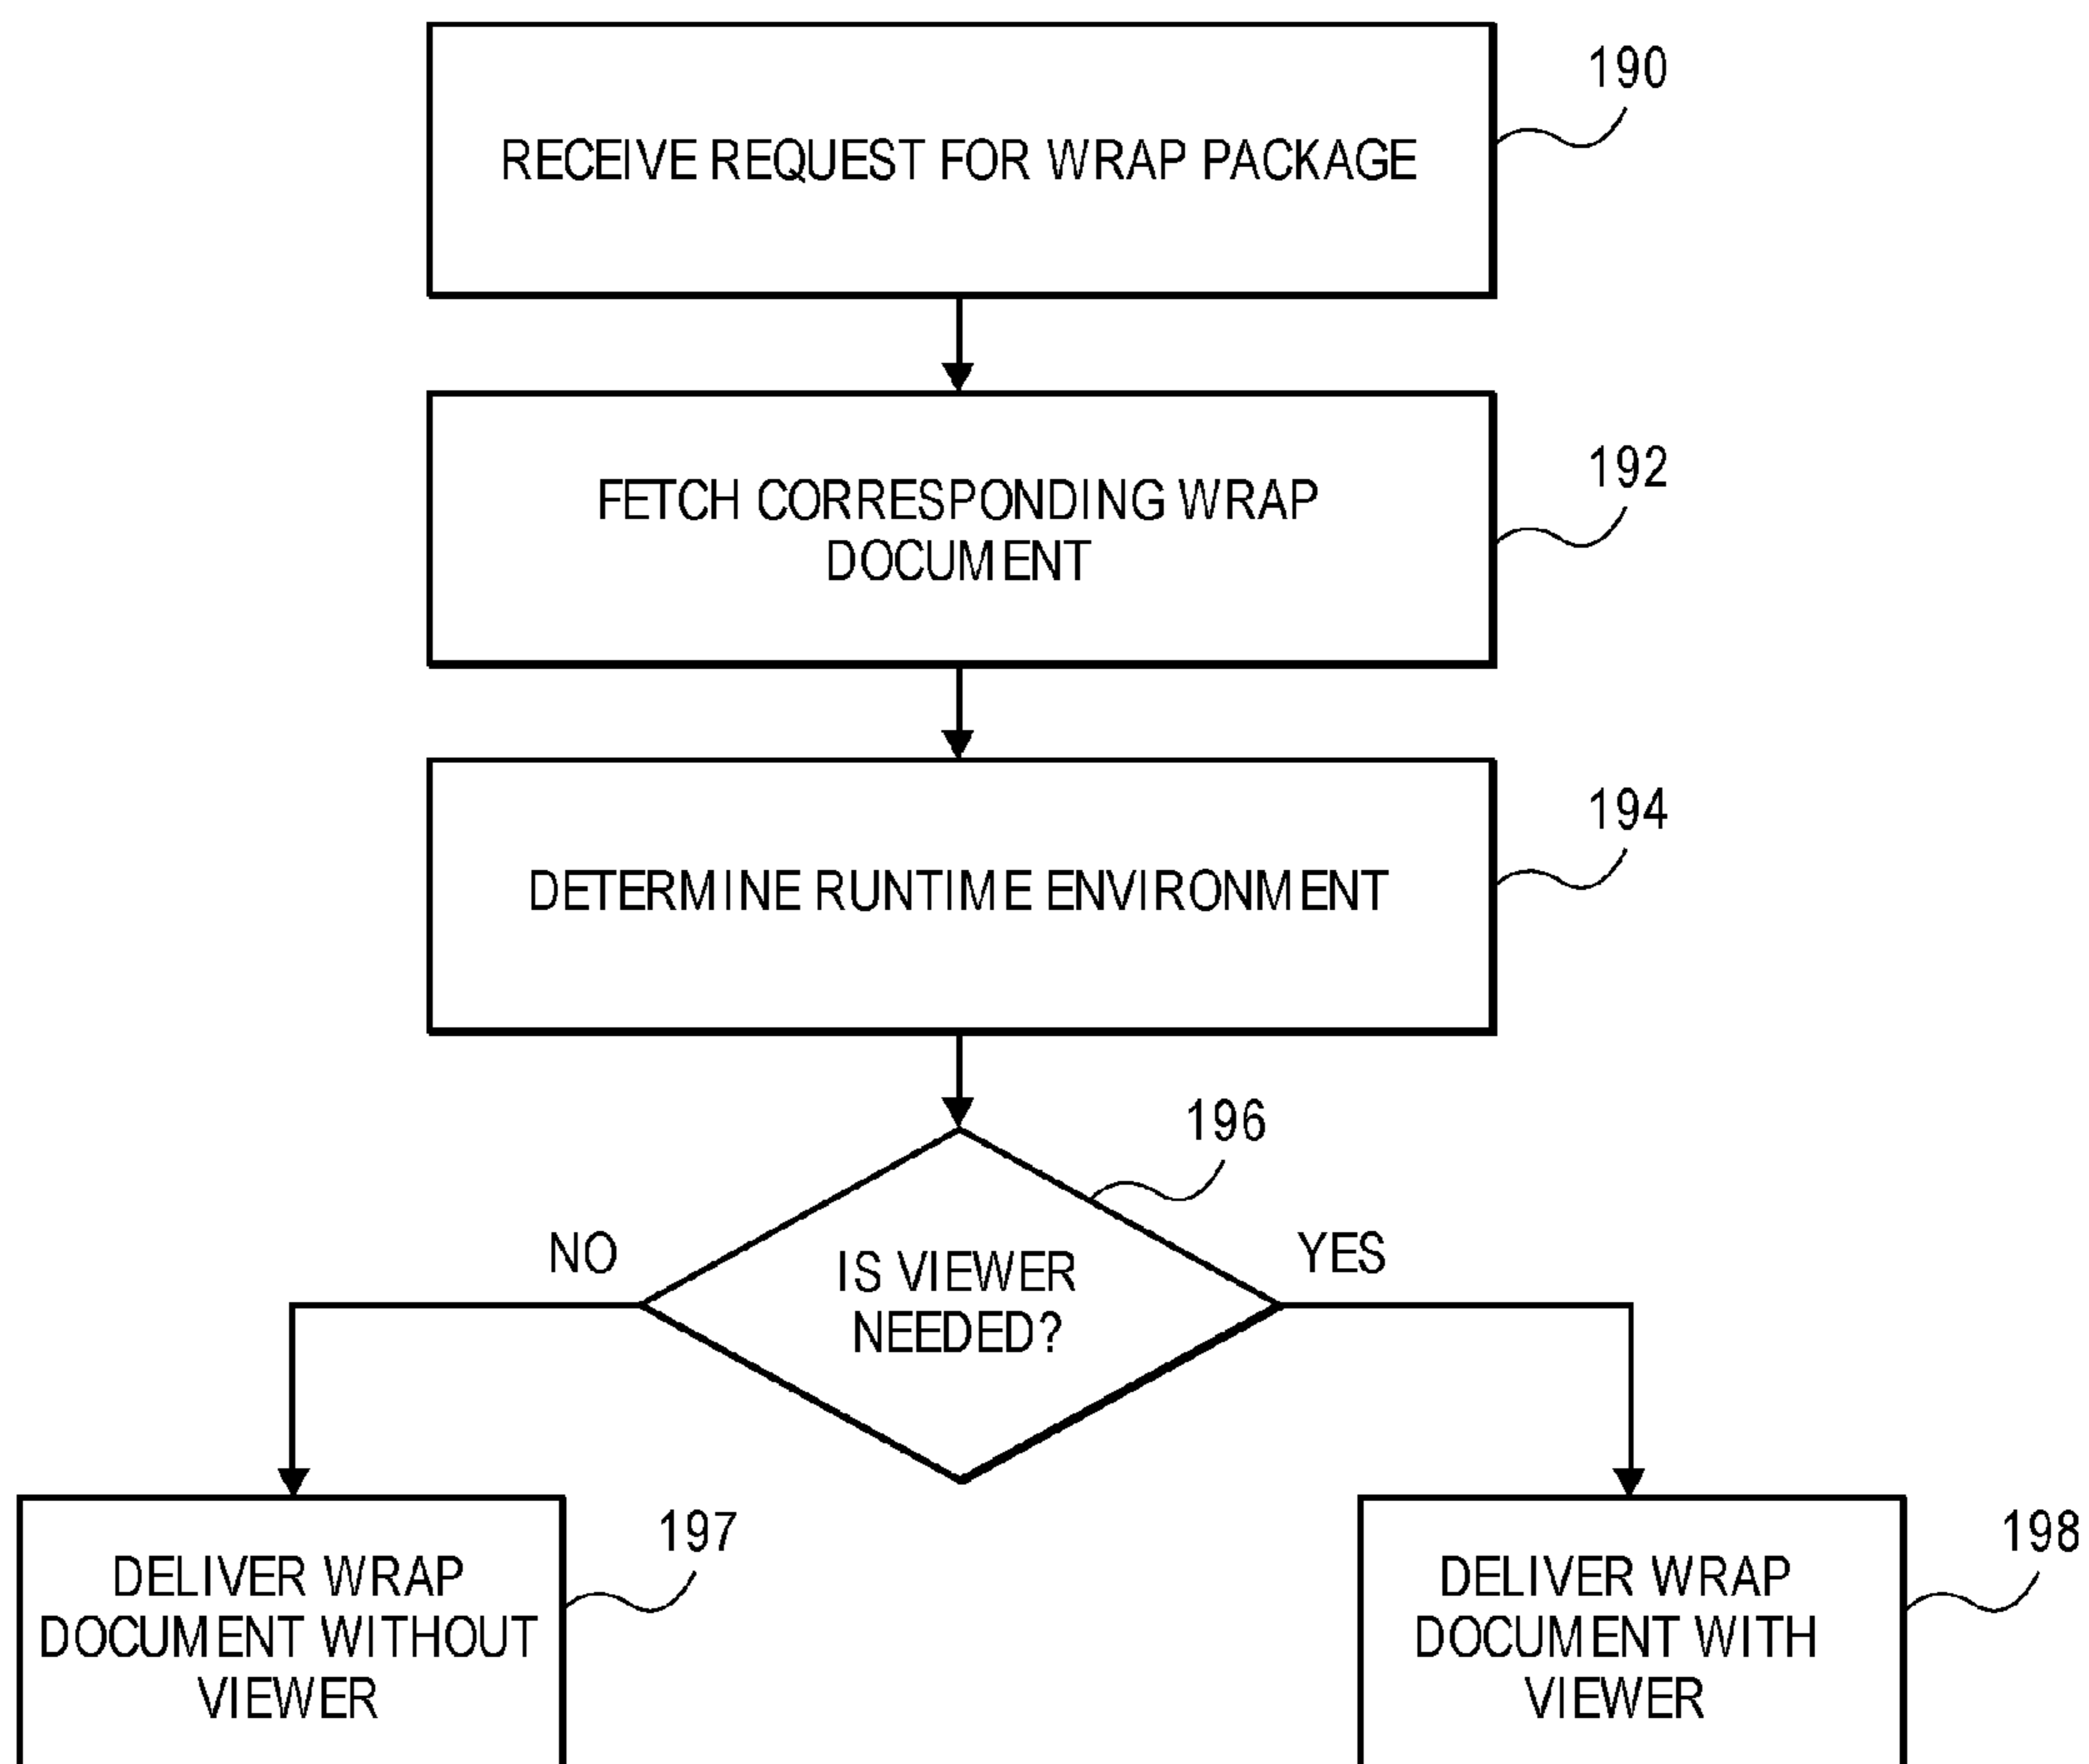 190
RECEIVE REQUEST FOR WRAP PACKAGE
192
FETCH CORRESPONDING WRAP
DOCUMENT
194
DETERMINE RUNTIME ENVIRONMENT
196
NO
YES
IS VIEWER
NEEDED?
197
198
DELIVER WRAP
DOCUMENT WITHOUT
VIEWER
DELIVER WRAP
DOCUMENT WITH
VIEWER